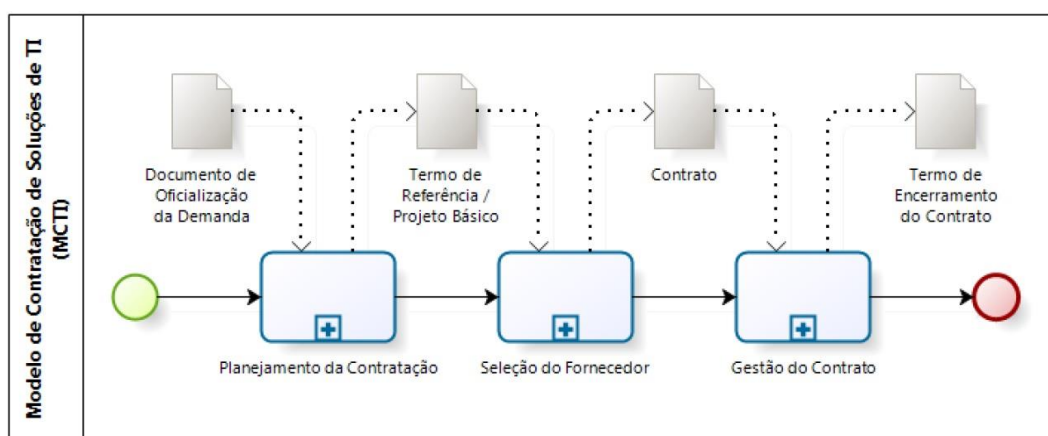 Modelo de Contratação de Soluções de TI
(MCTI)
Documento de
Oficialização
da Demanda
Termo de
Referência /
Projeto Básico
Contrato
Termo de
Encerramento
do Contrato
Planejamento da Contratação
Seleção do Fornecedor
Gestão do Contrato